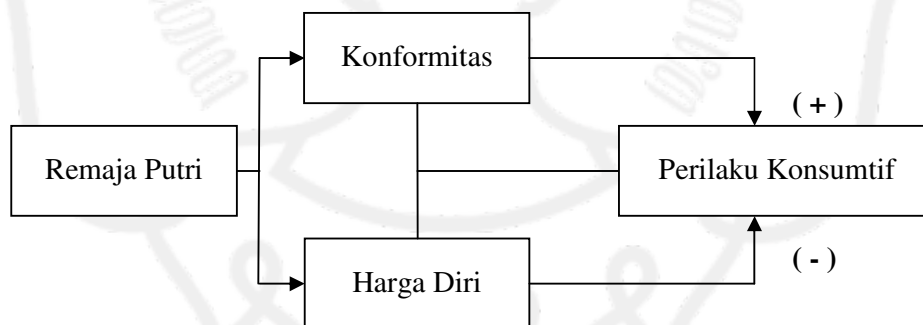 Konformitas
( + )
Remaja Putri
Perilaku Konsumtif
( - )
Harga Diri